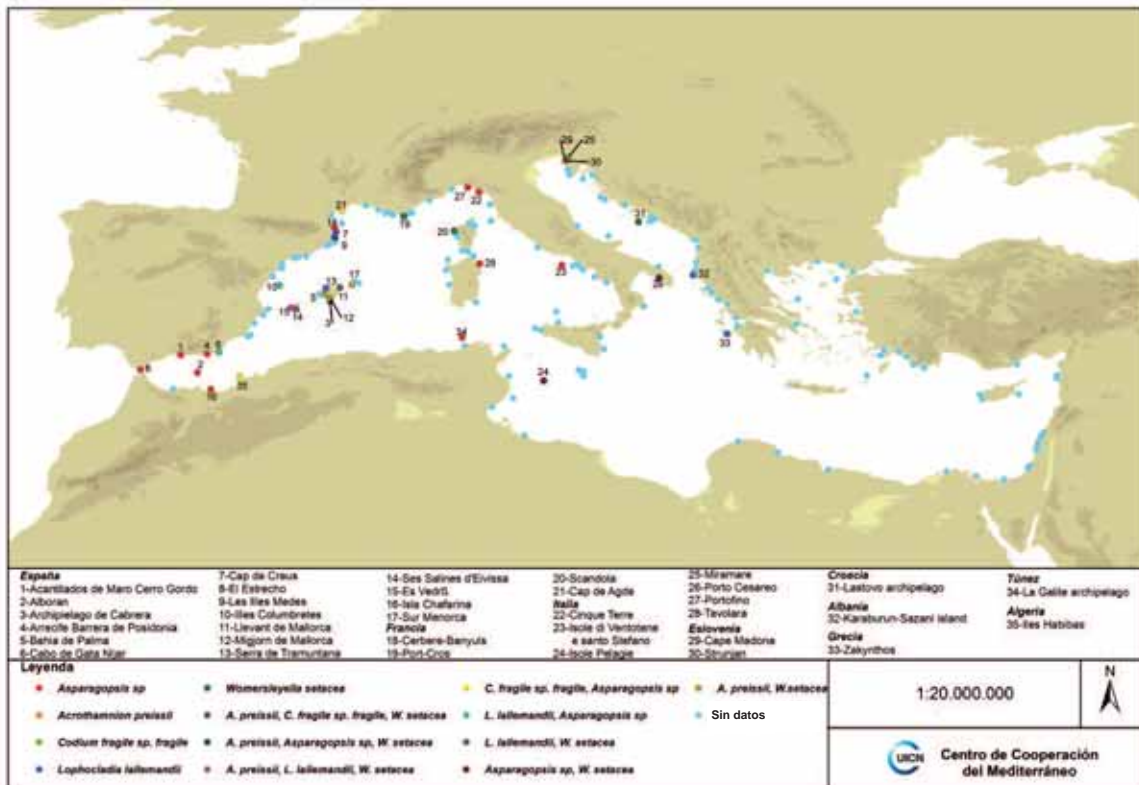 España
1-Acantilados de Maro Cerro Gordo
2-Alboran
3-Archipelago de Cabrera
4-Arrecife Barrera de Posidonia
5-Bahia de Palma
6-Cabo de Gata Nijar
7-Cap de Creus
8-El Estrecho
9-Les Illes Medes
10-Illes Columbretes
11-Llevant de Mallorca
12-Migjorn de Mallorca
13-Serra de Tramuntana
14-Ses Salines d'Eivissa
15-Es Vedrà
16-Isla Chafarina
17-Sur Menorca
Francia
18-Cerbere-Banyuls
19-Port-Cros
20-Scandola
21-Cap de Agde
Italia
22-Cinque Terre
23-Isole di Ventotene
e santo Stefano
24-Isole Pelagie
25-Miramare
26-Porto Cesareo
27-Portofino
28-Tavolara
Eslovenia
29-Cape Madona
30-Strunjan
Croacia
31-Lastovo archipelago
Albania
32-Karaburun-Sazani island
Grecia
33-Zakynthos
Túnez
34-La Galite archipelago
Algeria
35-Iles Habibas
Leyenda
Asparagopsis sp
Acrothamnion preissii
Codium fragile sp. fragile
Lophocladia lallemandii
Womersleyella setacea
A. preissii, C. fragile sp. fragile, W. setacea
A. preissii, Asparagopsis sp, W. setacea
A. preissii, L. lallemandii, W. setacea
C. fragile sp. fragile, Asparagopsis sp
L. lallemandii, Asparagopsis sp
L. lallemandii, W. setacea
Asparagopsis sp, W. setacea
A. preissii, W.setacea
Sin datos
1:20.000.000
N
UICN
Centro de Cooperación
del Mediterráneo